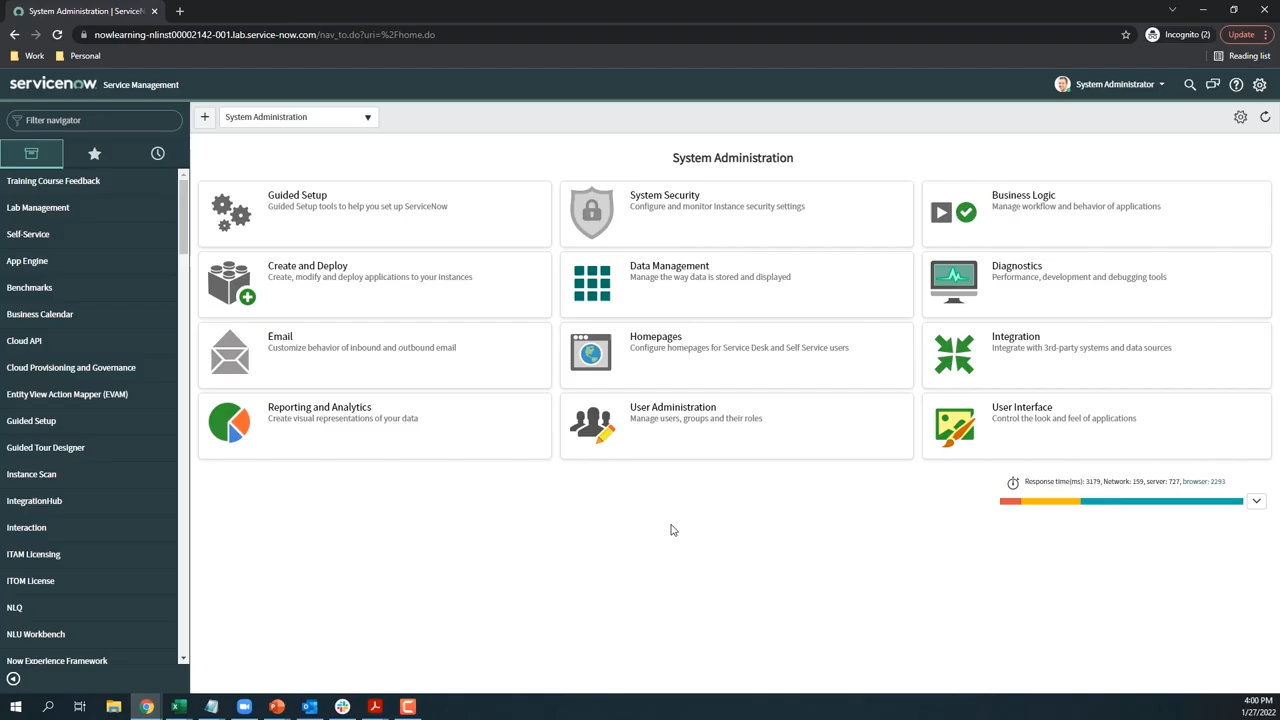 System Administration | ServiceN
nowlearning-nlinst00002142-001.lab.service-now.com/nav_to.do?uri=%2Fhome.do
Incognito (2)
Update
Work
Personal
Reading list
servicenow Service Management
System Administrator
Filter navigator
System Administration
Training Course Feedback
Lab Management
Self-Service
App Engine
Benchmarks
Business Calendar
Cloud API
Cloud Provisioning and Governance
Entity View Action Mapper (EVAM)
Guided Setup
Guided Tour Designer
Instance Scan
IntegrationHub
Interaction
ITAM Licensing
ITOM License
NLQ
NLU Workbench
Now Experience Framework
System Administration
Guided Setup
Guided Setup tools to help you set up ServiceNow
System Security
Configure and monitor Instance security settings
Business Logic
Manage workflow and behavior of applications
Create and Deploy
Create, modify and deploy applications to your instances
Data Management
Manage the way data is stored and displayed
Diagnostics
Performance, development and debugging tools
Email
Customize behavior of inbound and outbound email
Homepages
Configure homepages for Service Desk and Self Service users
Integration
Integrate with 3rd-party systems and data sources
Reporting and Analytics
Create visual representations of your data
User Administration
Manage users, groups and their roles
User Interface
Control the look and feel of applications
Response time(ms): 3179, Network: 159, server: 727, browser: 2293
4:00 PM
1/27/2022